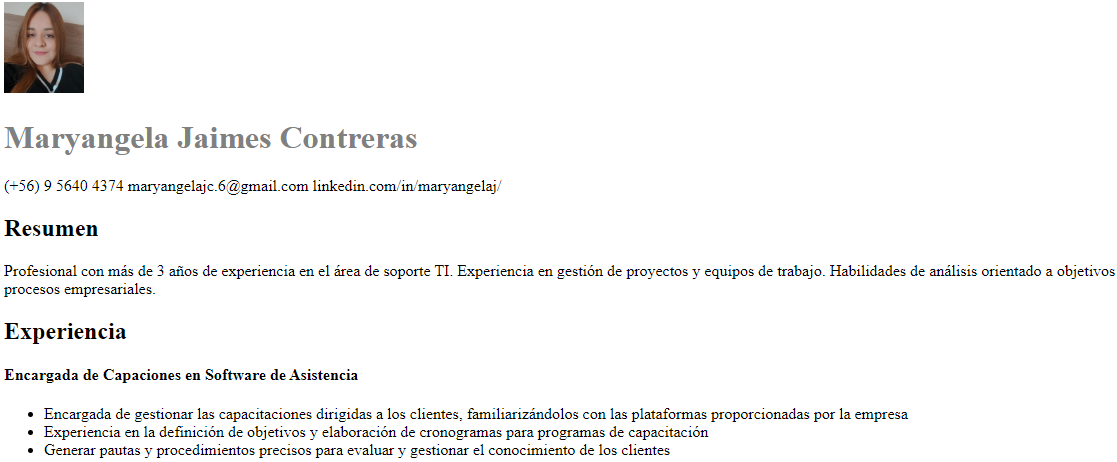 Maryangela Jaimes Contreras
(+56) 9 5640 4374 maryangelajc.6@gmail.com linkedin.com/in/maryangelaj/
Resumen
Profesional con más de 3 años de experiencia en el área de soporte TI. Experiencia en gestión de proyectos y equipos de trabajo. Habilidades de análisis orientado a objetivos
procesos empresariales.
Experiencia
Encargada de Capaciones en Software de Asistencia
• Encargada de gestionar las capacitaciones dirigidas a los clientes, familiarizándolos con las plataformas proporcionadas por la empresa
• Experiencia en la definición de objetivos y elaboración de cronogramas para programas de capacitación
• Generar pautas y procedimientos precisos para evaluar y gestionar el conocimiento de los clientes